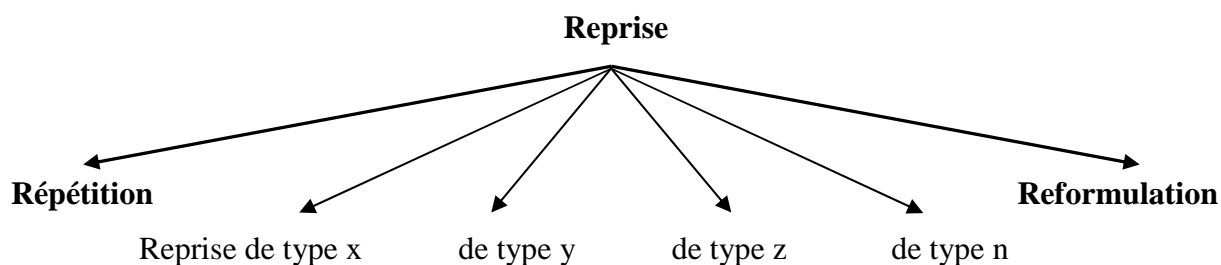 Reprise
Répétition Reformulation
Reprise de type x de type y de type z de type n